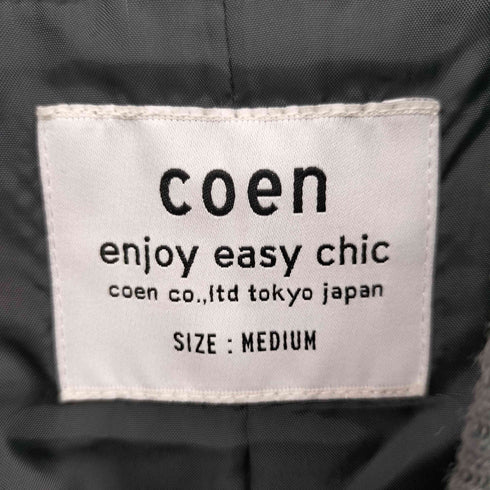 coen
enjoy easy chic
coen co.,ltd tokyo japan
SIZE : MEDIUM